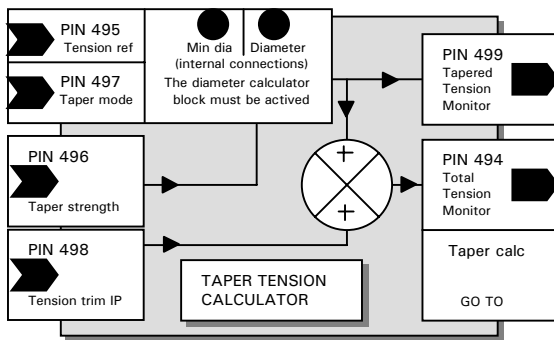 PIN 495
Tension ref
PIN 497
Taper mode
Min dia
Diameter
(internal connections)
The diameter calculator
block must be actived
PIN 496
Taper strength
PIN 498
Tension trim IP
+
+
PIN 499
Tapered
Tension
Monitor
PIN 494
Total
Tension
Monitor
Taper calc
GO TO
TAPER TENSION
CALCULATOR